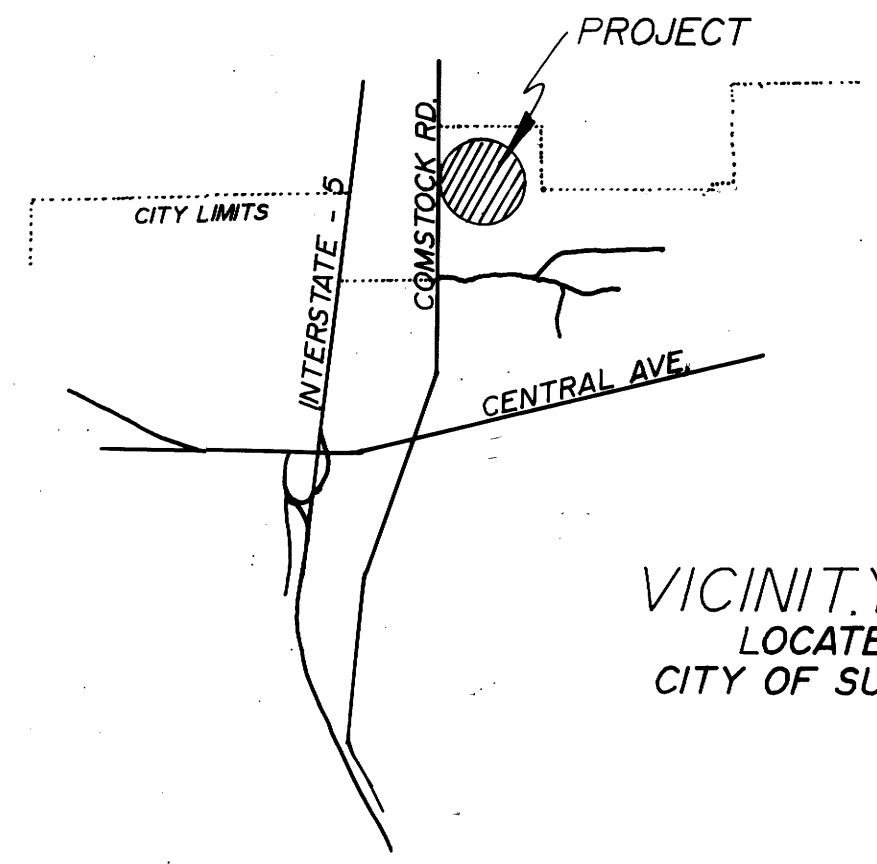 PROJECT
COMSTOCK RD.
CITY LIMITS
INTERSTATE - 5
CENTRAL AVE.
VICINITY
LOCATE
CITY OF SU